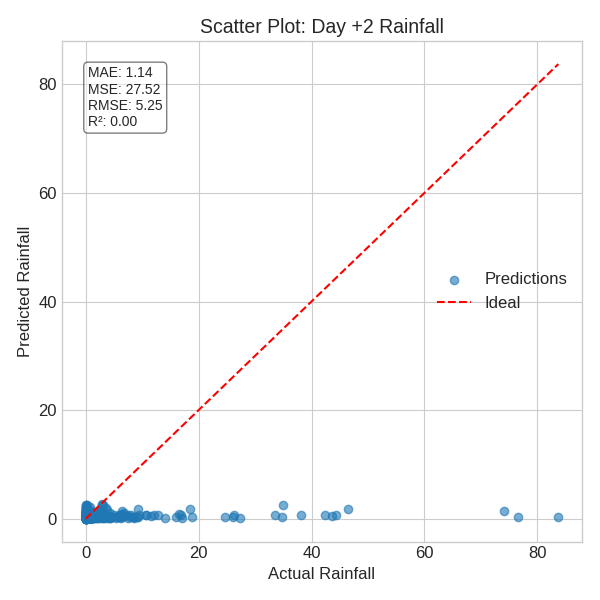 Scatter Plot: Day +2 Rainfall
MAE: 1.14
MSE: 27.52
RMSE: 5.25
R²: 0.00
80
60
40
20
0
Predicted Rainfall
Predictions
Ideal
0 20 40 60 80
Actual Rainfall